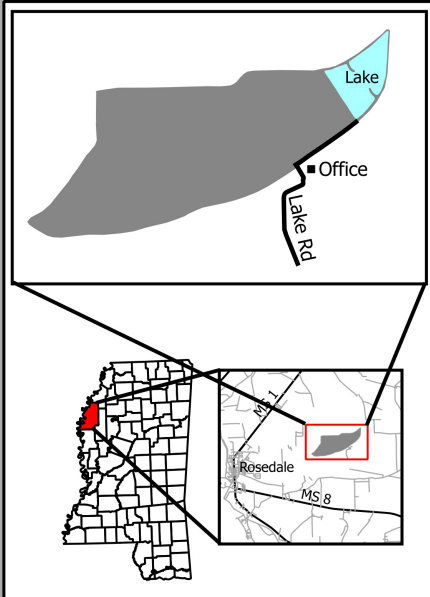 Lake
Office
Lake Rd
MS 1
Rosedale
MS 8